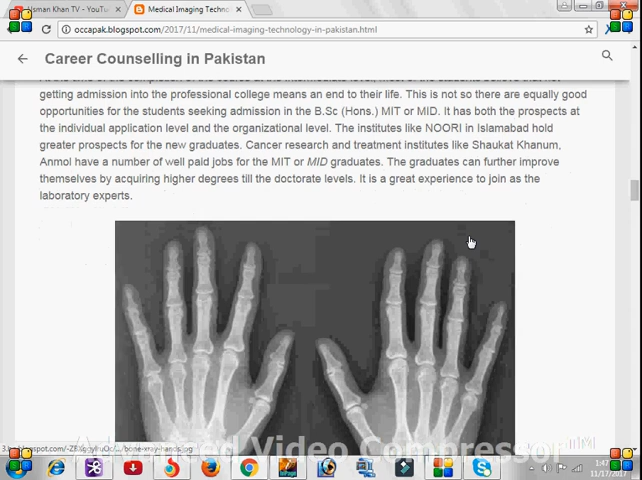 Usman Khan TV - YouTu
Medical Imaging Techno
occapak.blogspot.com/2017/11/medical-imaging-technology-in-pakistan.html
Career Counselling in Pakistan
getting admission into the professional college means an end to their life. This is not so there are equally good
opportunities for the students seeking admission in the B.Sc (Hons.) MIT or MID. It has both the prospects at
the individual application level and the organizational level. The institutes like NOORI in Islamabad hold
greater prospects for the new graduates. Cancer research and treatment institutes like Shaukat Khanum,
Anmol have a number of well paid jobs for the MIT or MID graduates. The graduates can further improve
themselves by acquiring higher degrees till the doctorate levels. It is a great experience to join as the
laboratory experts.
/bone-xray-hands.jpg
Advanced Video Compressor
11/17/2017